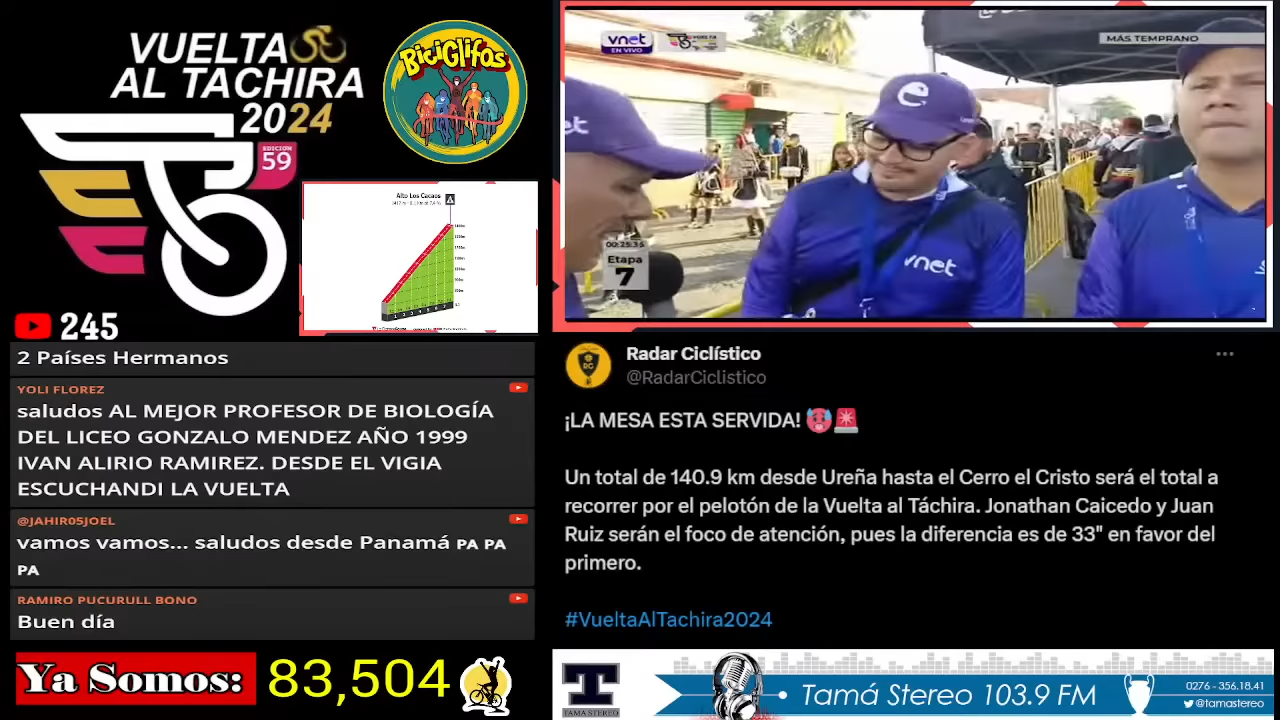 VUELTA
AL TACHIRA
2024
EDICION
59
BiCiGlifos
Alto Los Cacaos
245
2 Países Hermanos
YOLI FLOREZ
saludos AL MEJOR PROFESOR DE BIOLOGÍA
DEL LICEO GONZALO MENDEZ AÑO 1999
IVAN ALIRIO RAMIREZ. DESDE EL VIGIA
ESCUCHANDI LA VUELTA
@JAHIR05JOEL
vamos vamos... saludos desde Panamá PA PA
PA
RAMIRO PUCURULL BONO
Buen día
Ya Somos: 83,504
vnet
EN VIVO
MÁS TEMPRANO
vnet
00:25:35
Etapa
7
Radar Ciclístico
@RadarCiclistico
¡LA MESA ESTA SERVIDA! 🥵🚨
Un total de 140.9 km desde Ureña hasta el Cerro el Cristo será el total a
recorrer por el pelotón de la Vuelta al Táchira. Jonathan Caicedo y Juan
Ruiz serán el foco de atención, pues la diferencia es de 33" en favor del
primero.
#VueltaAlTachira2024
TAMÁ STEREO
Tamá Stereo 103.9 FM
0276 - 356.18.41
@tamastereo